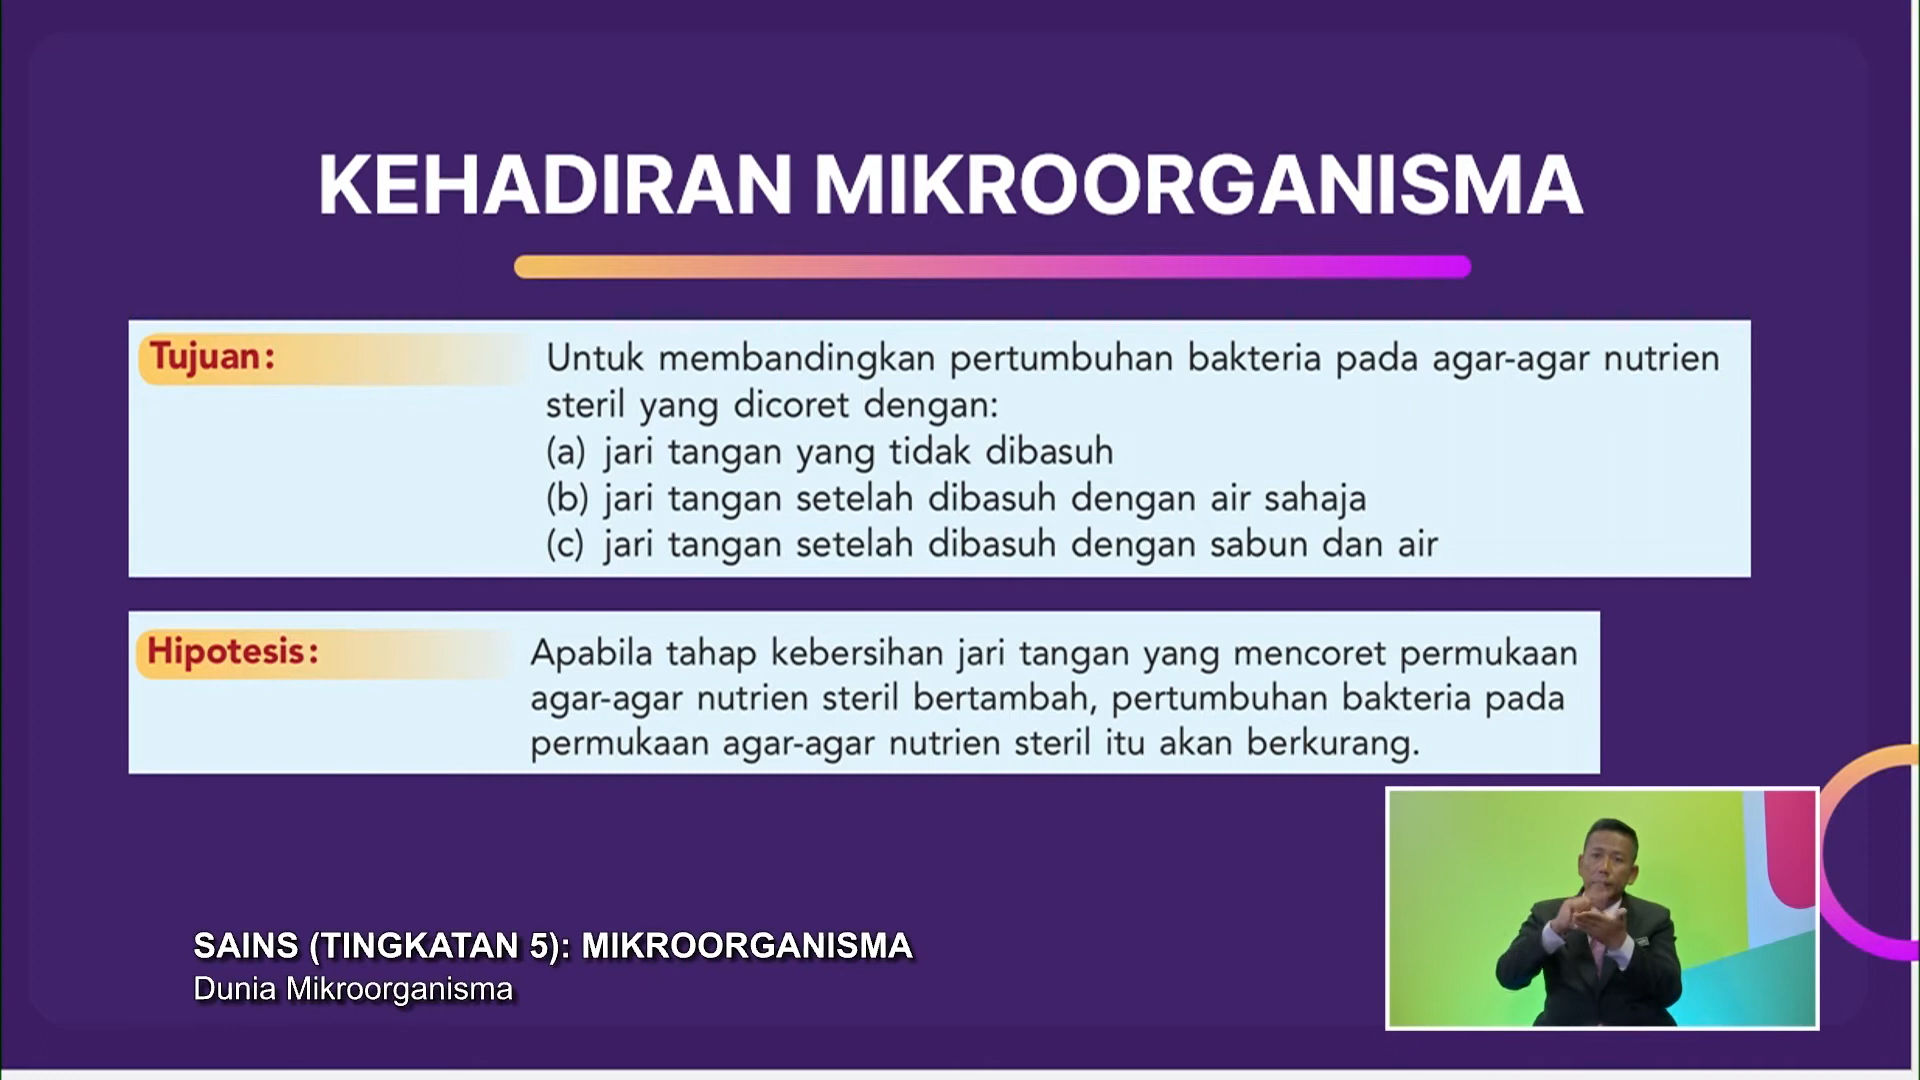 KEHADIRAN MIKROORGANISMA
Tujuan:
Untuk membandingkan pertumbuhan bakteria pada agar-agar nutrien
steril yang dicoret dengan:
(a) jari tangan yang tidak dibasuh
(b) jari tangan setelah dibasuh dengan air sahaja
(c) jari tangan setelah dibasuh dengan sabun dan air
Hipotesis:
Apabila tahap kebersihan jari tangan yang mencoret permukaan
agar-agar nutrien steril bertambah, pertumbuhan bakteria pada
permukaan agar-agar nutrien steril itu akan berkurang.
SAINS (TINGKATAN 5): MIKROORGANISMA
Dunia Mikroorganisma